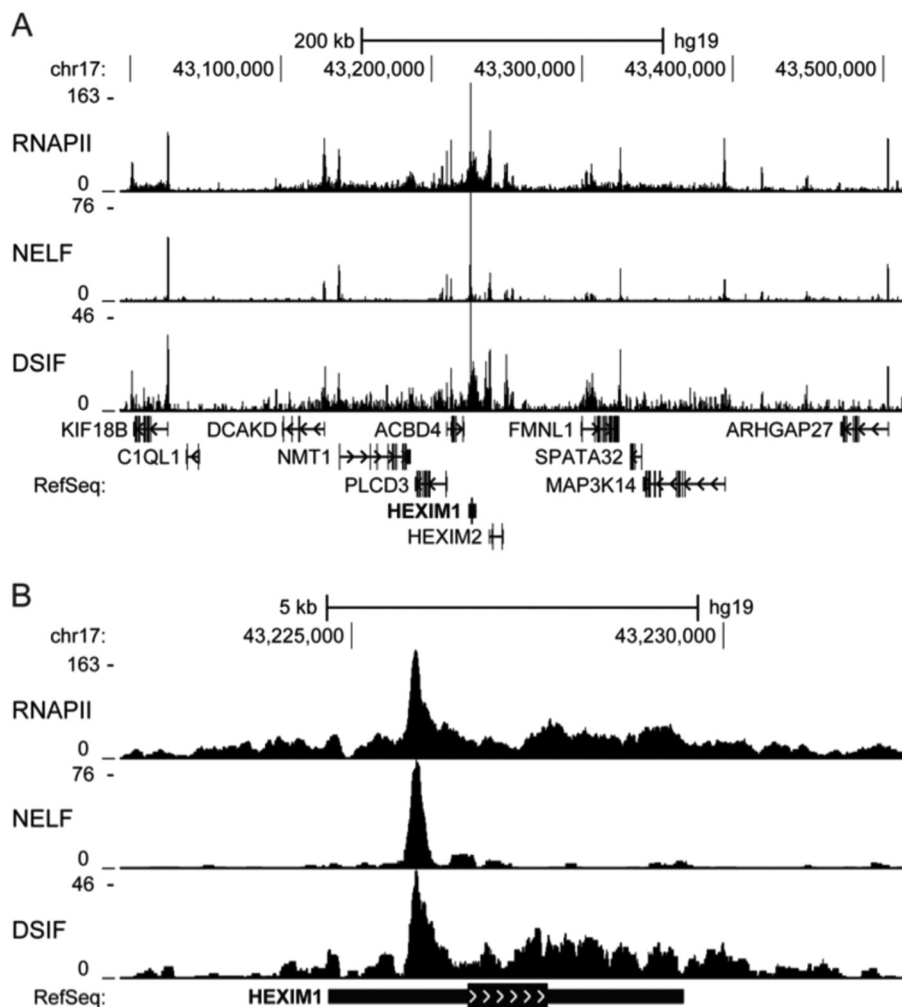 A
200 kb hg19
chr17: 43,100,000 43,200,000 43,300,000 43,400,000 43,500,000
163 -
RNAPII
0 _
76 -
NELF
0 _
46 -
DSIF
0 _
KIF18B DCAKD ACBD4 FMNL1 ARHGAP27
C1QL1 NMT1 SPATA32
RefSeq: PLCD3 MAP3K14
HEXIM1
HEXIM2
B
5 kb hg19
chr17: 43,225,000 43,230,000
163 -
RNAPII
0 _
76 -
NELF
0 _
46 -
DSIF
0 _
RefSeq: HEXIM1